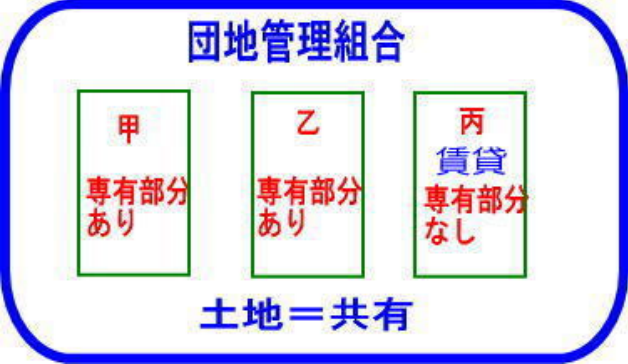 団地管理組合
甲
専有部分
あり
乙
専有部分
あり
丙
賃貸
専有部分
なし
土地＝共有